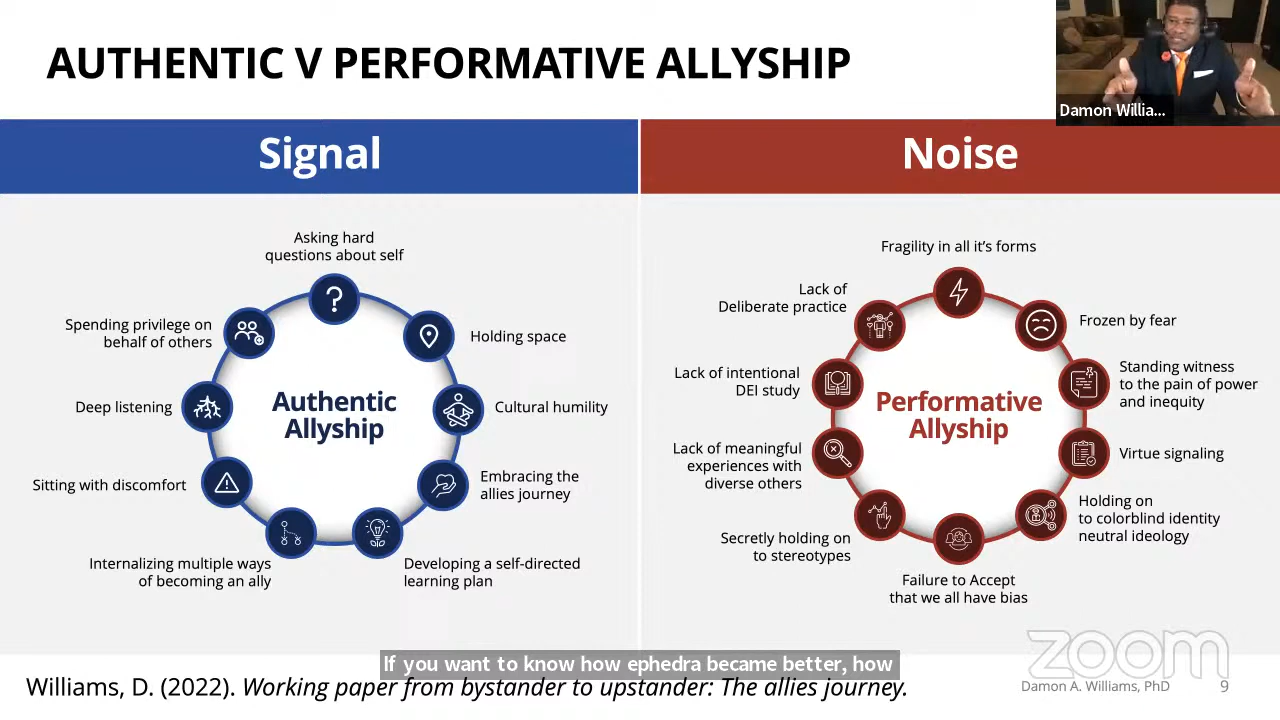 AUTHENTIC V PERFORMATIVE ALLYSHIP
Damon Willia...
Signal
Noise
Asking hard
questions about self
Spending privilege on
behalf of others
Holding space
Deep listening
Cultural humility
Authentic
Allyship
Sitting with discomfort
Embracing the
allies journey
Internalizing multiple ways
of becoming an ally
Developing a self-directed
learning plan
Fragility in all it's forms
Lack of
Deliberate practice
Frozen by fear
Lack of intentional
DEI study
Standing witness
to the pain of power
and inequity
Performative
Allyship
Lack of meaningful
experiences with
diverse others
Virtue signaling
Secretly holding on
to stereotypes
Holding on
to colorblind identity
neutral ideology
Failure to Accept
that we all have bias
zoom
If you want to know how ephedra became better, how
Williams, D. (2022). Working paper from bystander to upstander: The allies journey.
Damon A. Williams, PhD
9